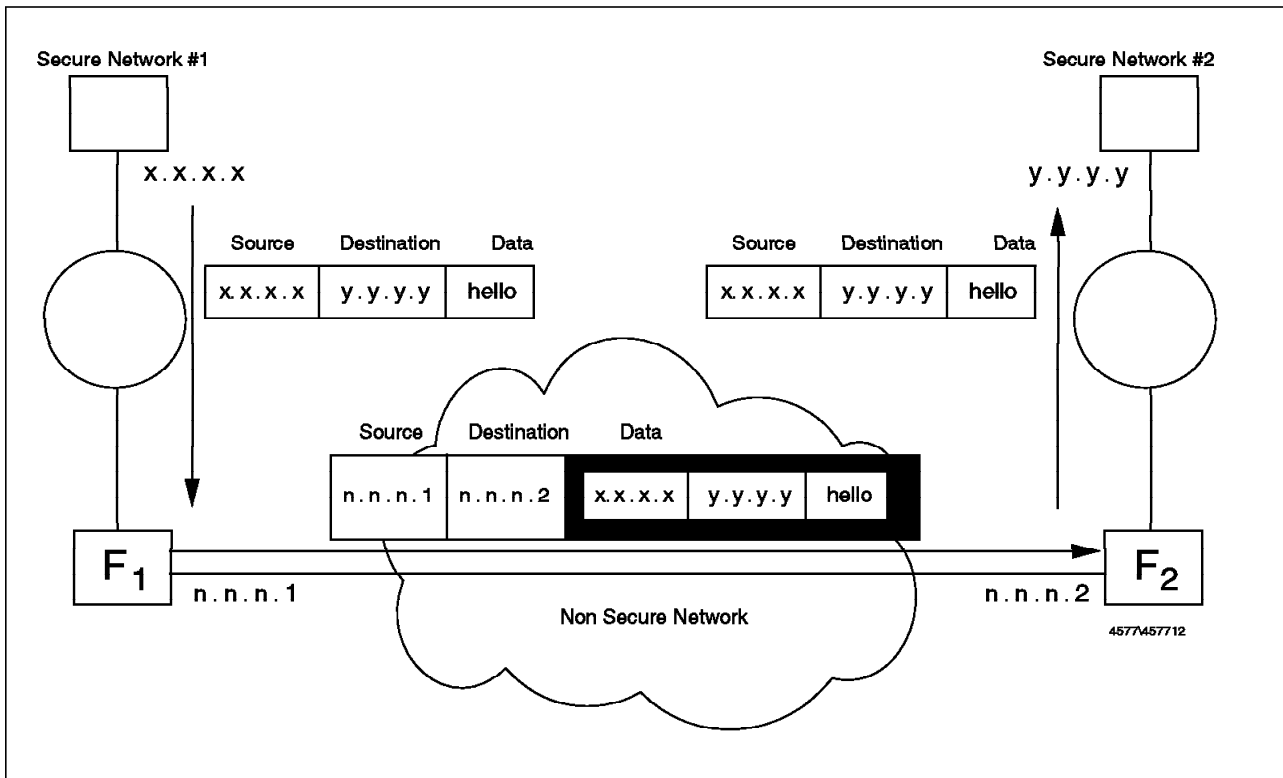 Secure Network #1
Secure Network #2
x.x.x.x
y.y.y.y
Source Destination Data
x.x.x.x y.y.y.y hello
Source Destination Data
x.x.x.x y.y.y.y hello
Source Destination Data
n.n.n.1 n.n.n.2 x.x.x.x y.y.y.y hello
F1
n.n.n.1
n.n.n.2
F2
Non Secure Network
4577\457712